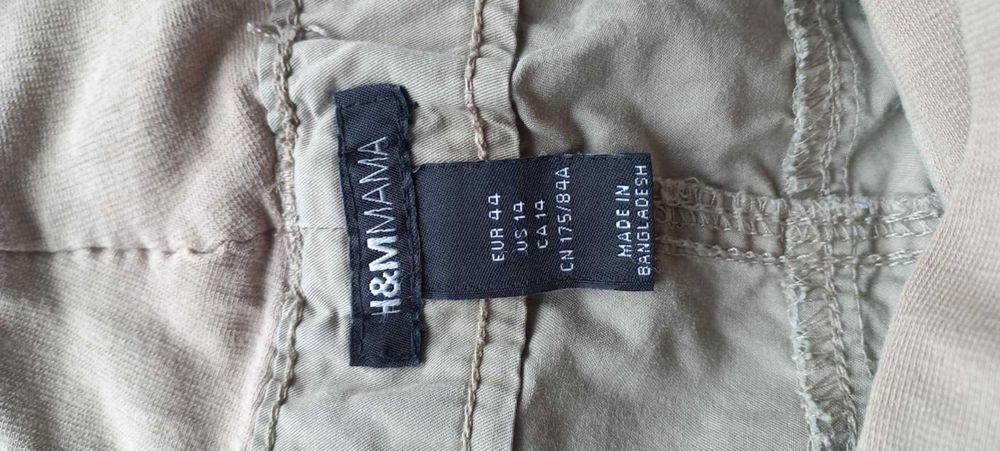 H&MMAMA
EUR 44
US 14
CA 14
CN 175/84A
MADE IN
BANGLADESH